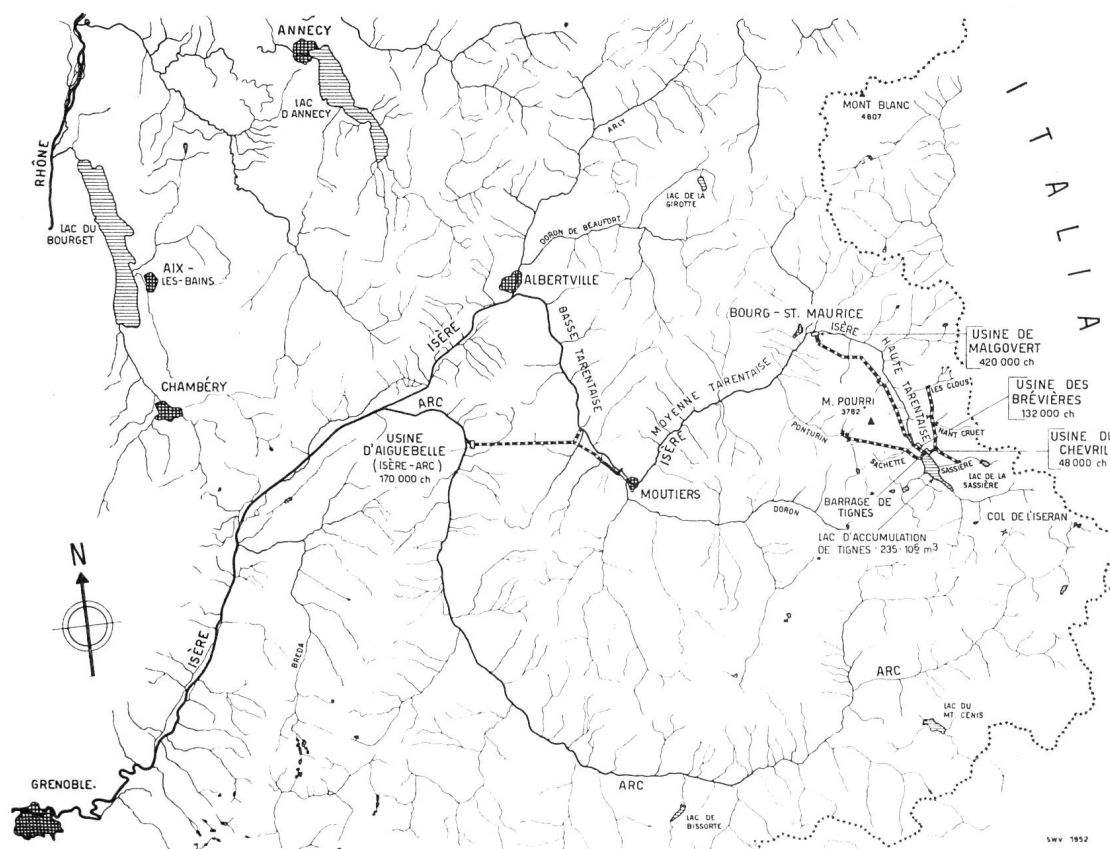 ANNECY
LAC
D'ANNECY
RHÔNE
LAC DU
BOURGET
AIX-
LES-BAINS
CHAMBÉRY
ARLY
MONT BLANC
4807
ITALIA
LAC DE LA
GIROTTE
DORON DE BEAUFORT
ALBERTVILLE
ISÈRE
BASSE TARENTAISE
BOURG - ST. MAURICE
ISÈRE
HAUTE TARENTAISE
USINE DE
MALGOVERT
420 000 ch
USINE DES
BRÉVIÈRES
132 000 ch
USINE DU
CHEVRIL
48 000 ch
LES CLOUS
NANT CRUET
M. POURRI
3782
MOYENNE TARENTAISE
ISÈRE
PONTURIN
SACHETTE
SASSIÈRE
LAC DE LA
SASSIÈRE
ARC
USINE
D'AIGUEBELLE
(ISÈRE-ARC)
170 000 ch
MOUTIERS
BARRAGE DE
TIGNES
DORON
COL DE L'ISERAN
LAC D'ACCUMULATION
DE TIGNES · 235 · 10⁶ m³
N
ISÈRE
BREDA
ARC
LAC DU
MT. CENIS
GRENOBLE.
ARC
LAC DE
BISSORTE
SWV 1952